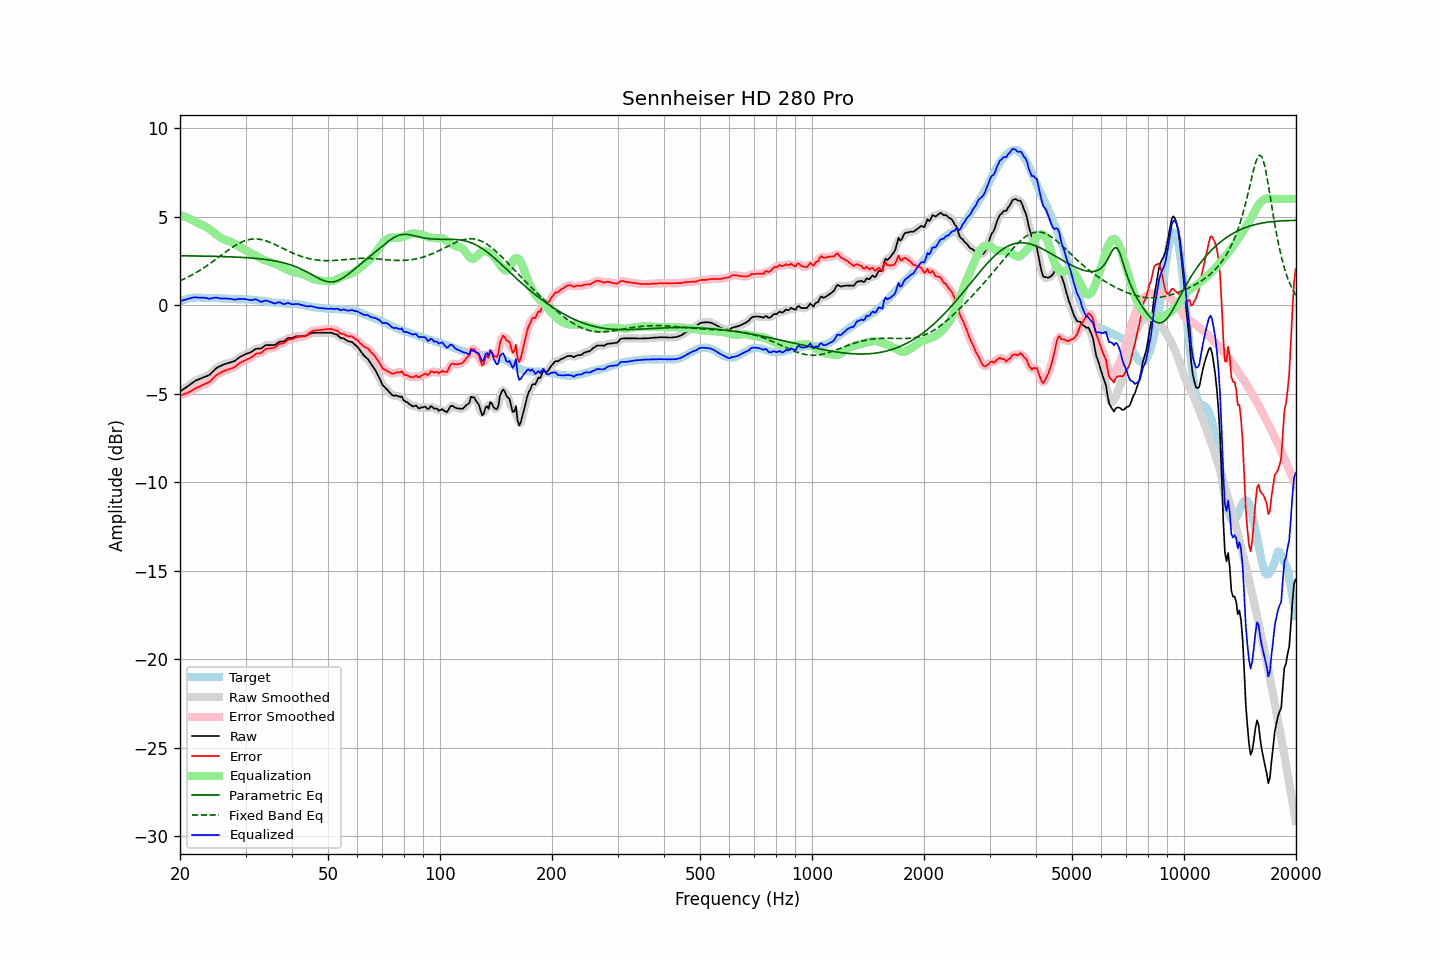 Sennheiser HD 280 Pro
10
5
0
−5
−10
−15
−20
−25
−30
Amplitude (dBr)
Target
Raw Smoothed
Error Smoothed
Raw
Error
Equalization
Parametric Eq
Fixed Band Eq
Equalized
20 50 100 200 500 1000 2000 5000 10000 20000
Frequency (Hz)